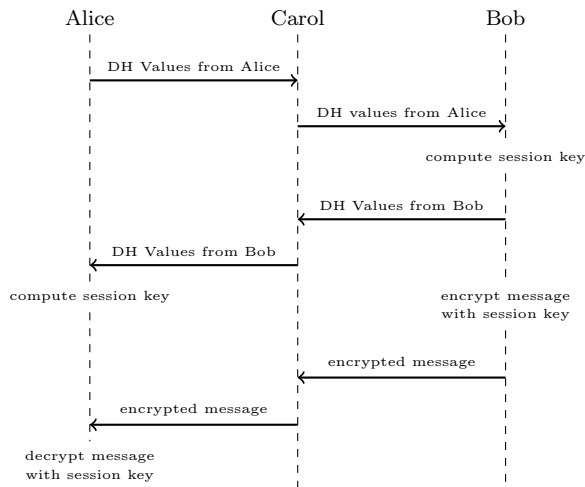 Alice Carol Bob
DH Values from Alice
DH values from Alice
compute session key
DH Values from Bob
DH Values from Bob
compute session key
encrypt message
with session key
encrypted message
encrypted message
decrypt message
with session key